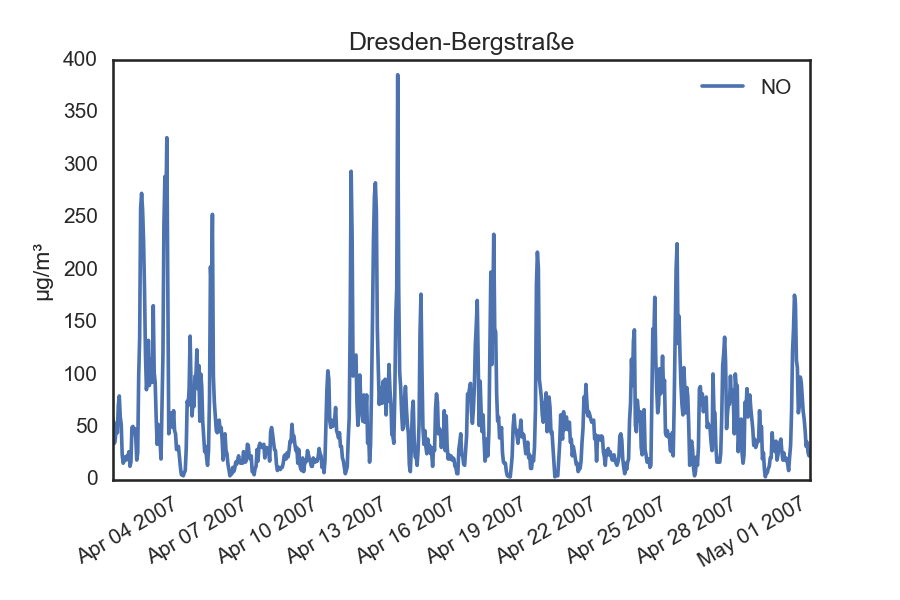 Dresden-Bergstraße
NO
µg/m³
400
350
300
250
200
150
100
50
0
Apr 04 2007
Apr 07 2007
Apr 10 2007
Apr 13 2007
Apr 16 2007
Apr 19 2007
Apr 22 2007
Apr 25 2007
Apr 28 2007
May 01 2007